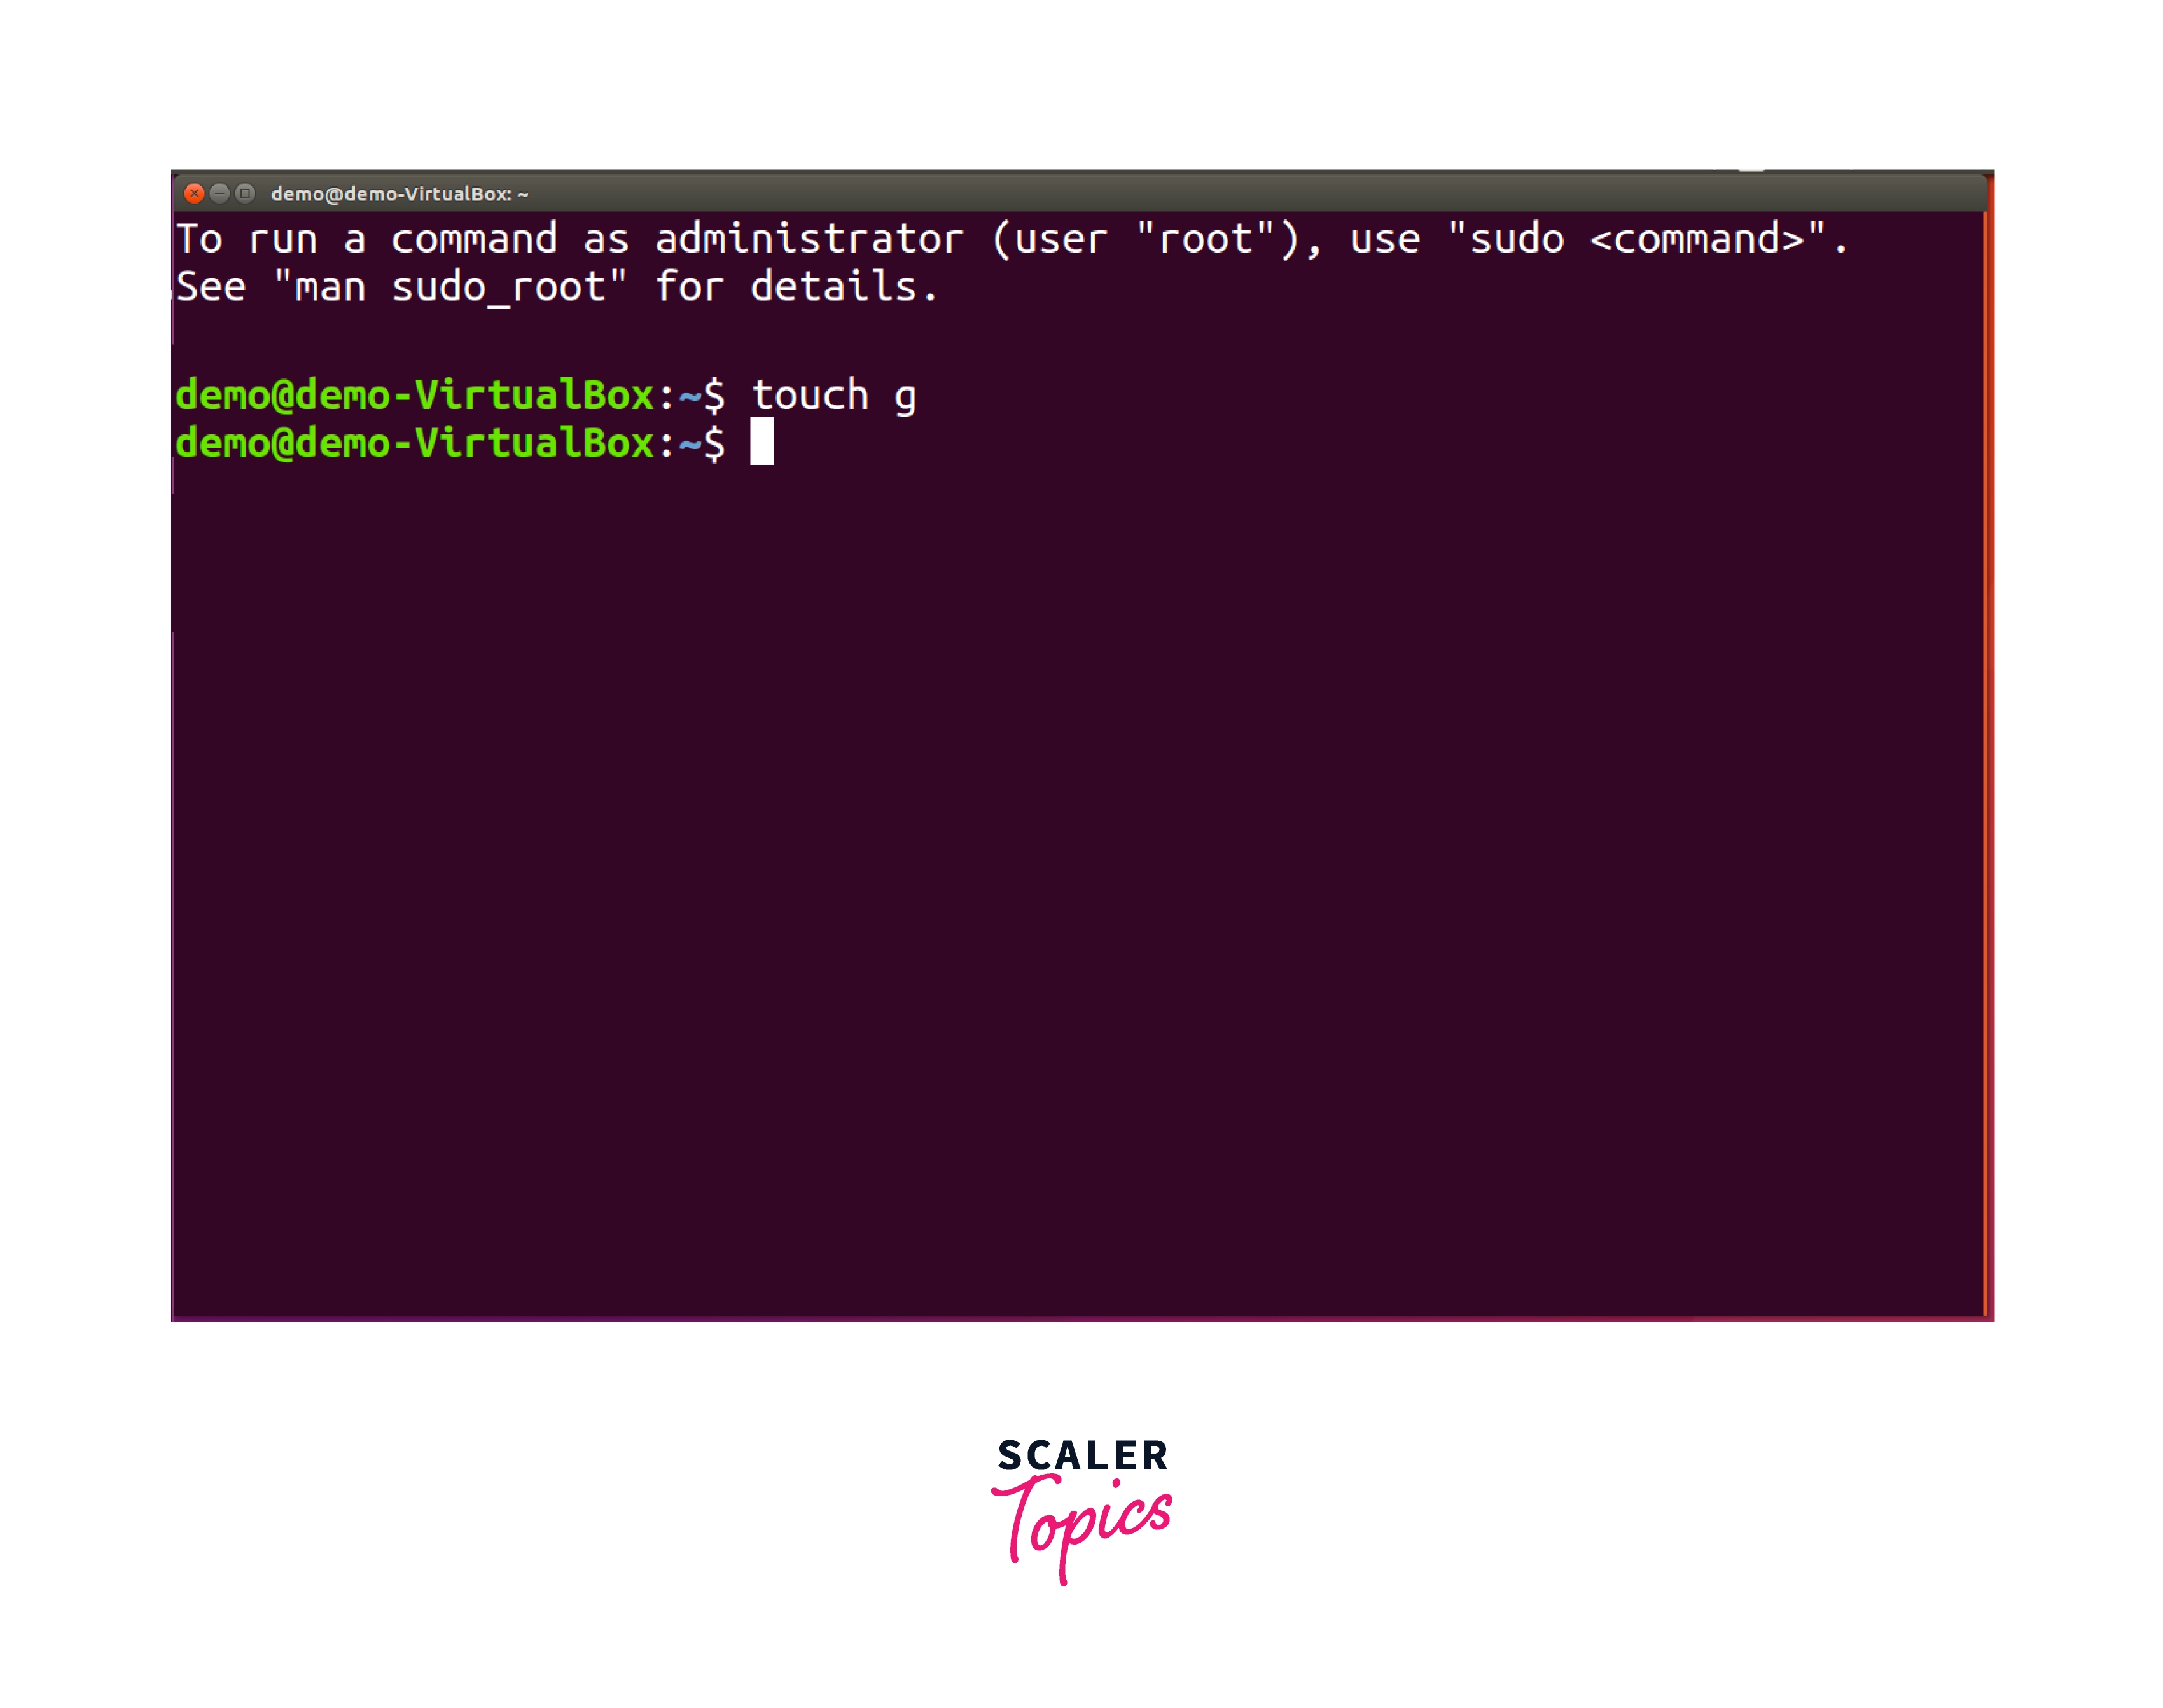 demo@demo-VirtualBox: ~
To run a command as administrator (user "root"), use "sudo <command>".
See "man sudo_root" for details.
demo@demo-VirtualBox:~$ touch g
demo@demo-VirtualBox:~$
SCALER
Topics